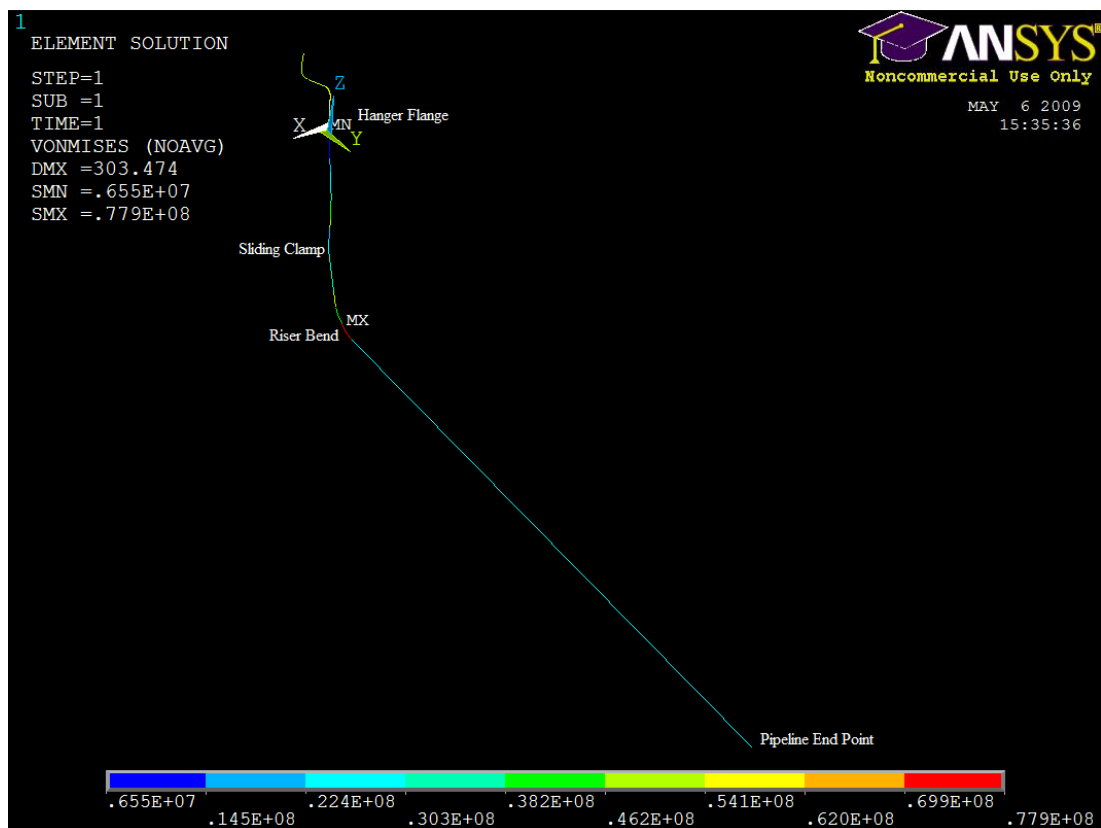 1
ELEMENT SOLUTION
STEP=1
SUB =1
TIME=1
VONMISES (NOAVG)
DMX =303.474
SMN =.655E+07
SMX =.779E+08
ANSYS®
Noncommercial Use Only
MAY 6 2009
15:35:36
Z
Hanger Flange
X MN
Y
Sliding Clamp
MX
Riser Bend
Pipeline End Point
.655E+07 .224E+08 .382E+08 .541E+08 .699E+08
.145E+08 .303E+08 .462E+08 .620E+08 .779E+08